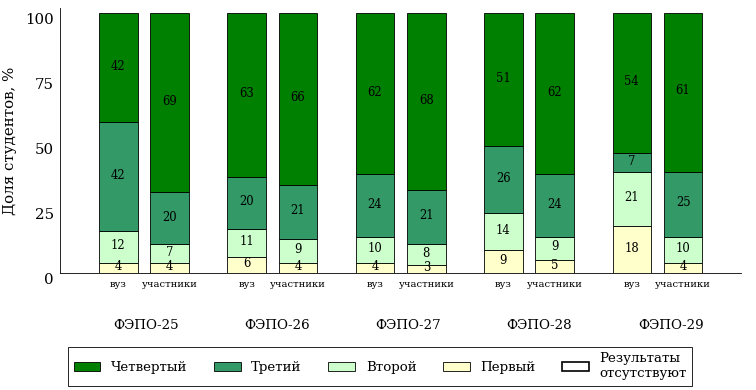 Доля студентов, %
100
75
50
25
0
42 69 63 66 62 68 51 62 54 61
42 20 20 21 24 21 26 24 7 25
12 7 11 9 10 8 14 9 21 10
4 4 6 4 4 3 9 5 18 4
вуз участники вуз участники вуз участники вуз участники вуз участники
ФЭПО-25 ФЭПО-26 ФЭПО-27 ФЭПО-28 ФЭПО-29
Четвертый Третий Второй Первый Результаты
отсутствуют